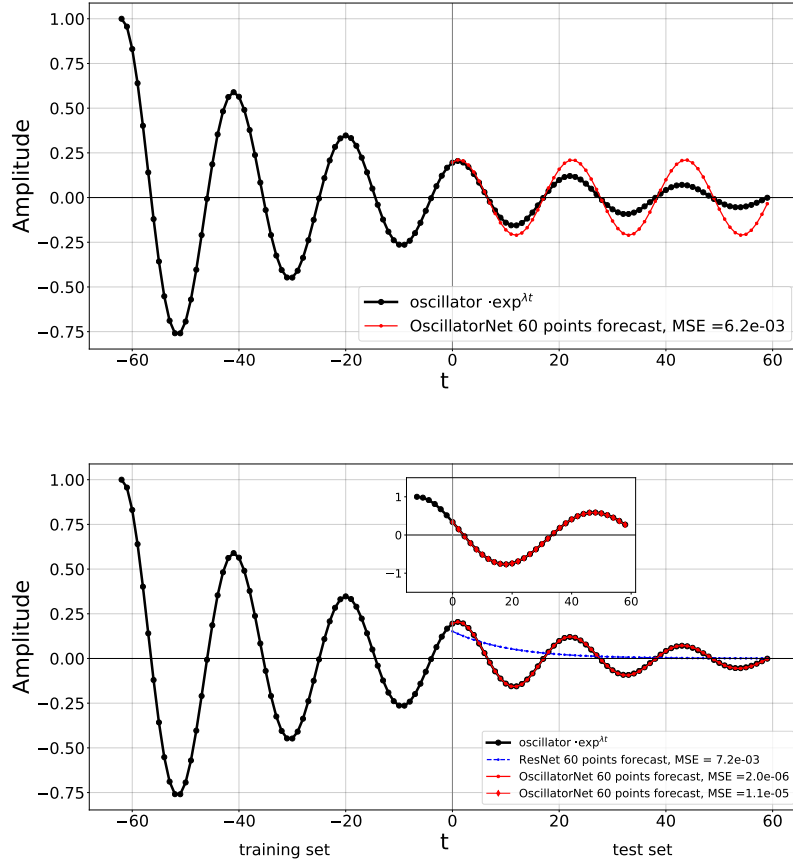 1.00
0.75
0.50
0.25
0.00
−0.25
−0.50
−0.75
Amplitude
oscillator ·exp^λt
OscillatorNet 60 points forecast, MSE =6.2e-03
−60 −40 −20 0 20 40 60
t
1.00
0.75
0.50
0.25
0.00
−0.25
−0.50
−0.75
Amplitude
1
0
−1
0 20 40 60
oscillator ·exp^λt
ResNet 60 points forecast, MSE = 7.2e-03
OscillatorNet 60 points forecast, MSE =2.0e-06
OscillatorNet 60 points forecast, MSE =1.1e-05
−60 −40 −20 0 20 40 60
training set t test set